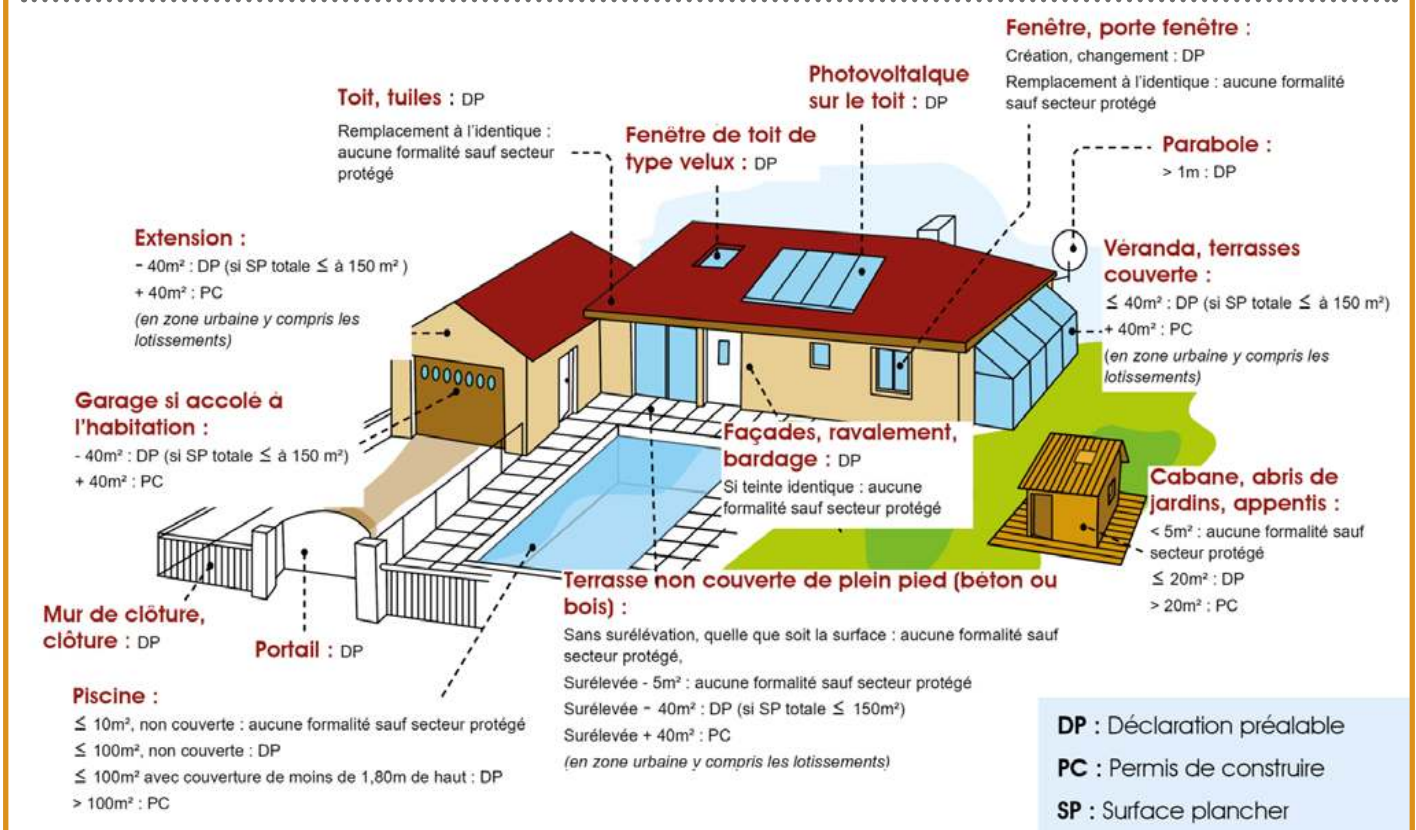 Fenêtre, porte fenêtre :
Création, changement : DP
Remplacement à l'identique : aucune formalité
sauf secteur protégé
Photovoltaïque
sur le toit : DP
Toit, tuiles : DP
Remplacement à l'identique :
aucune formalité sauf secteur
protégé
Fenêtre de toit de
type velux : DP
Parabole :
> 1m : DP
Extension :
- 40m² : DP (si SP totale ≤ à 150 m² )
+ 40m² : PC
(en zone urbaine y compris les
lotissements)
Véranda, terrasses
couverte :
≤ 40m² : DP (si SP totale ≤ à 150 m²)
+ 40m² : PC
(en zone urbaine y compris les
lotissements)
Garage si accolé à
l'habitation :
- 40m² : DP (si SP totale ≤ à 150 m²)
+ 40m² : PC
Façades, ravalement,
bardage : DP
Si teinte identique : aucune
formalité sauf secteur protégé
Cabane, abris de
jardins, appentis :
< 5m² : aucune formalité sauf
secteur protégé
≤ 20m² : DP
> 20m² : PC
Mur de clôture,
clôture : DP
Portail : DP
Terrasse non couverte de plein pied (béton ou
bois) :
Sans surélévation, quelle que soit la surface : aucune formalité sauf
secteur protégé,
Surélevée - 5m² : aucune formalité sauf secteur protégé
Surélevée - 40m² : DP (si SP totale ≤ 150m²)
Surélevée + 40m² : PC
(en zone urbaine y compris les lotissements)
Piscine :
≤ 10m², non couverte : aucune formalité sauf secteur protégé
≤ 100m², non couverte : DP
≤ 100m² avec couverture de moins de 1,80m de haut : DP
> 100m² : PC
DP : Déclaration préalable
PC : Permis de construire
SP : Surface plancher